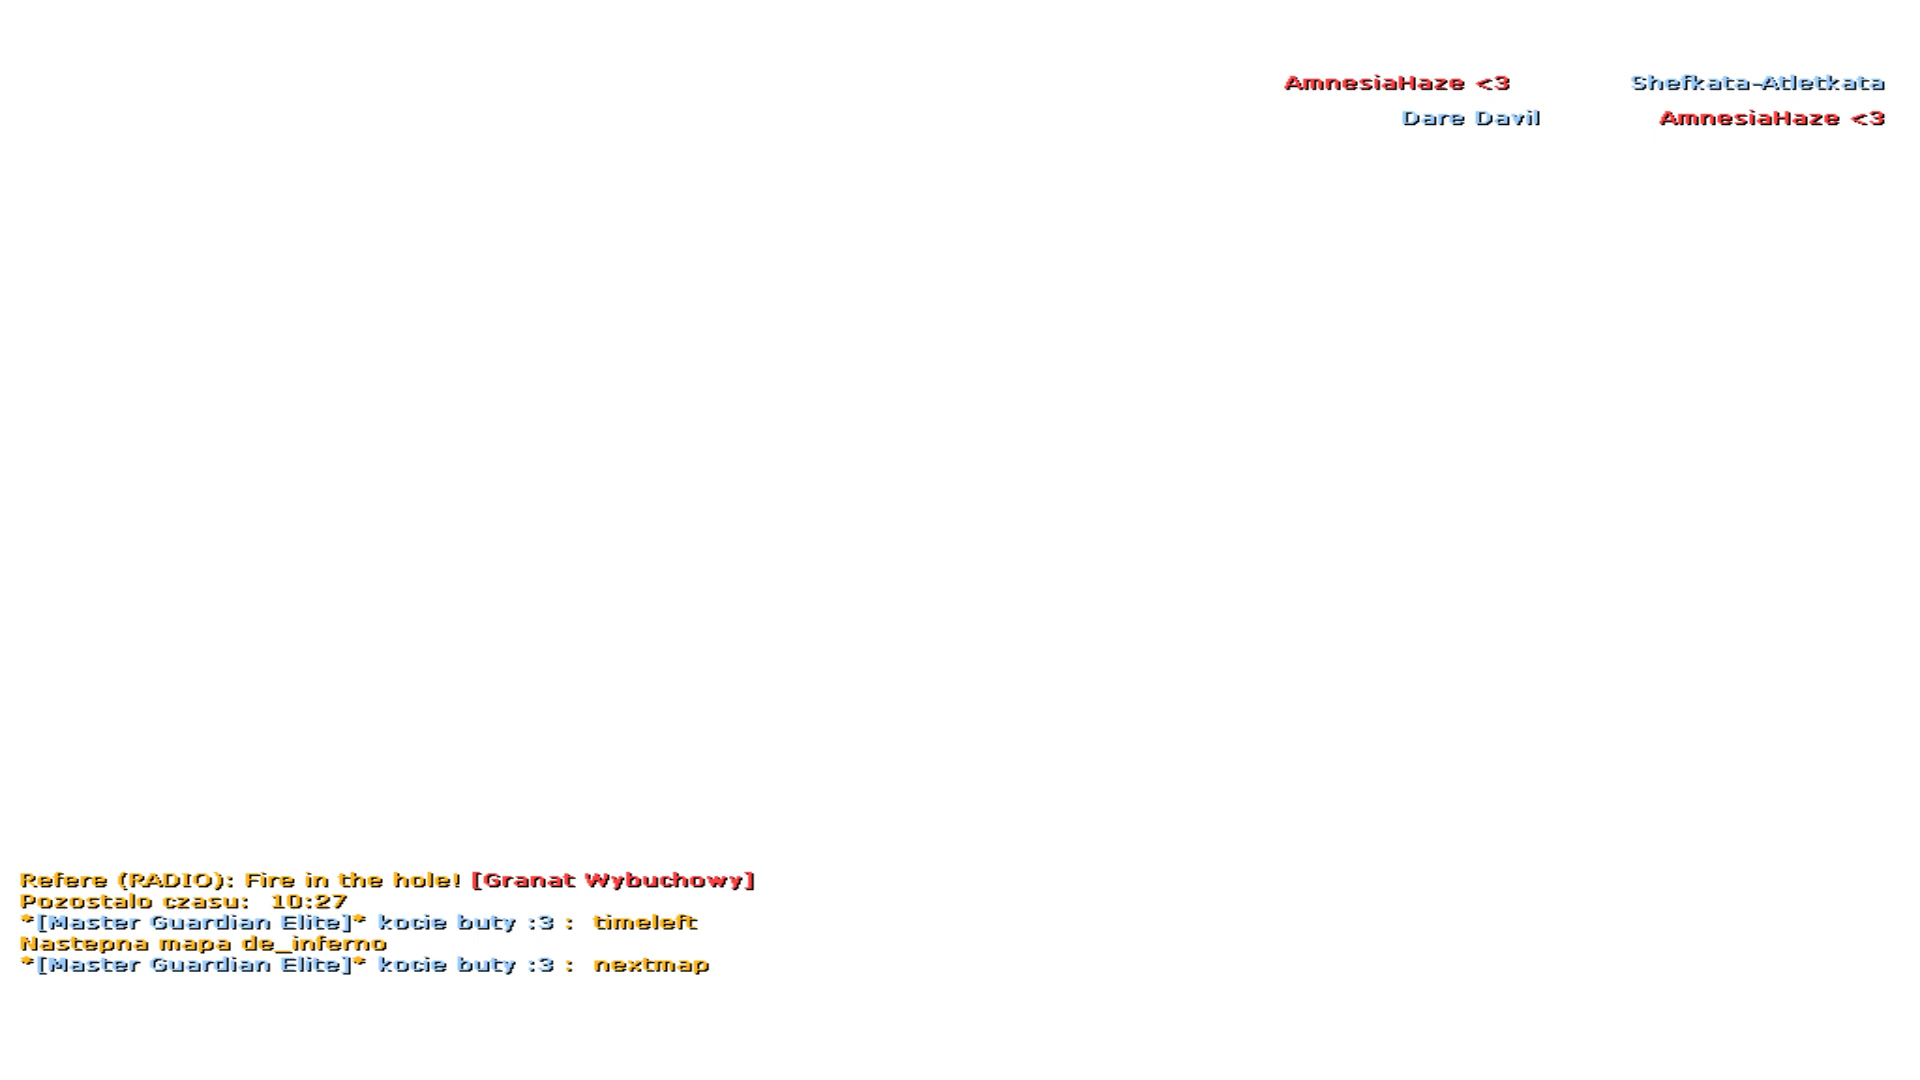 AmnesiaHaze <3 Shefkata-Atletkata
Dare Davil AmnesiaHaze <3
Refere (RADIO): Fire in the hole! [Granat Wybuchowy]
Pozostalo czasu:  10:27
*[Master Guardian Elite]* kocie buty :3 :  timeleft
Nastepna mapa de_inferno
*[Master Guardian Elite]* kocie buty :3 :  nextmap